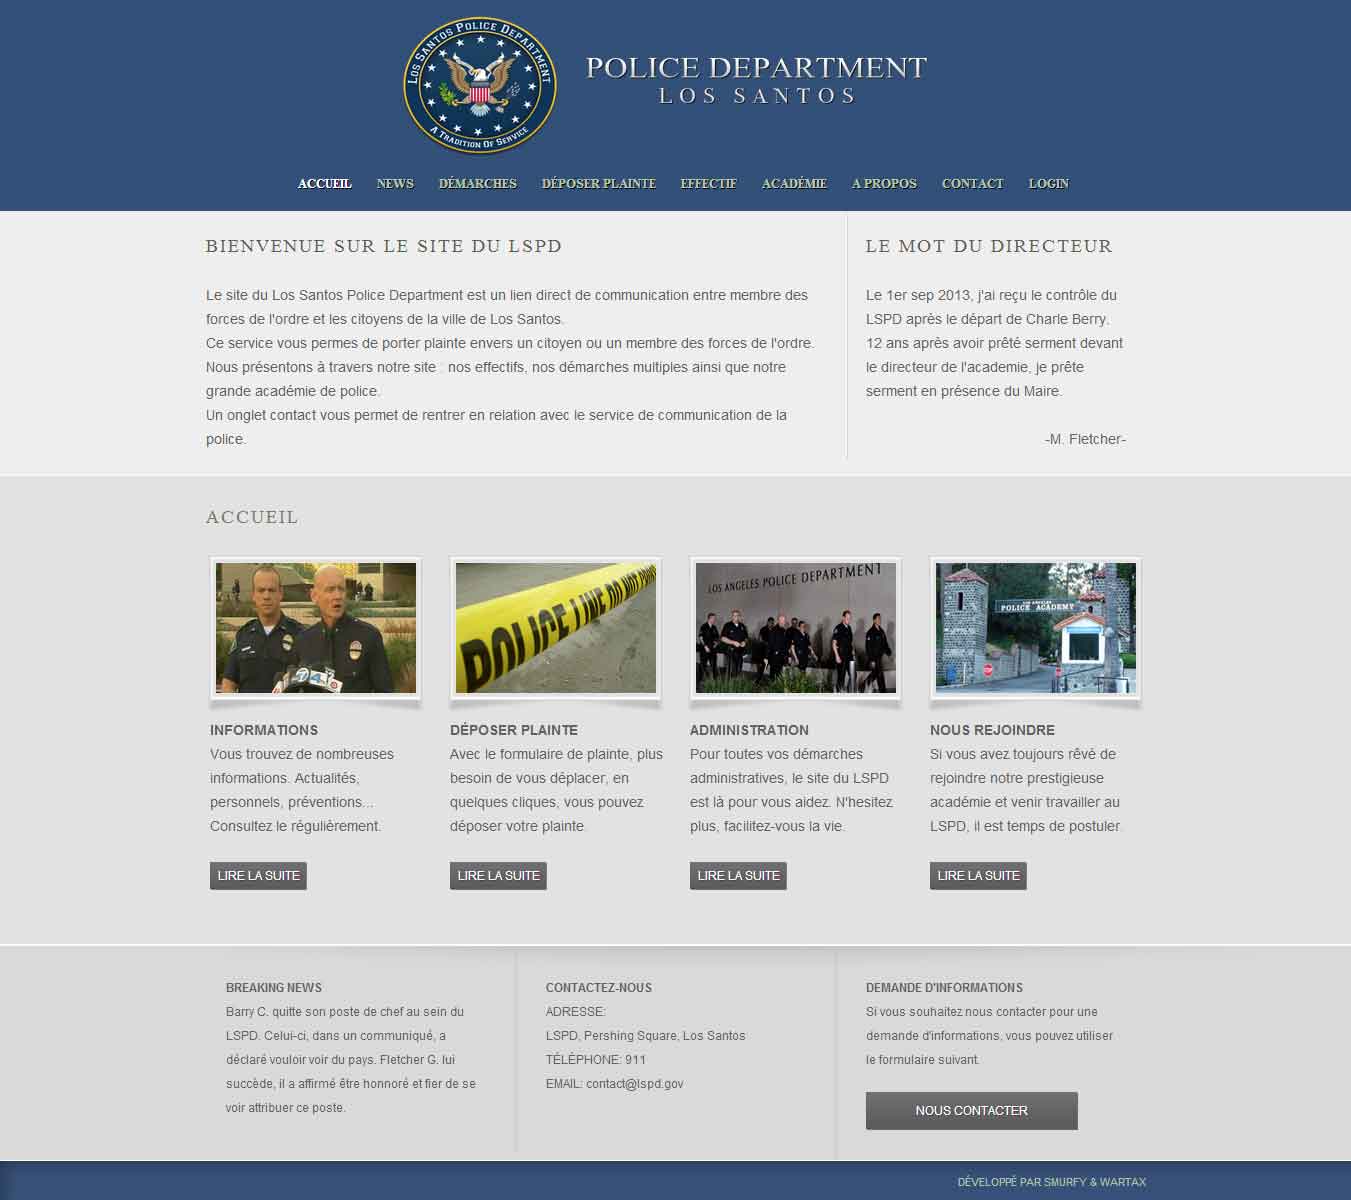 LOS SANTOS POLICE DEPARTMENT
A TRADITION OF SERVICE
POLICE DEPARTMENT
LOS SANTOS
ACCUEIL NEWS DÉMARCHES DÉPOSER PLAINTE EFFECTIF ACADÉMIE A PROPOS CONTACT LOGIN
BIENVENUE SUR LE SITE DU LSPD
Le site du Los Santos Police Department est un lien direct de communication entre membre des
forces de l'ordre et les citoyens de la ville de Los Santos.
Ce service vous permes de porter plainte envers un citoyen ou un membre des forces de l'ordre.
Nous présentons à travers notre site : nos effectifs, nos démarches multiples ainsi que notre
grande académie de police.
Un onglet contact vous permet de rentrer en relation avec le service de communication de la
police.
LE MOT DU DIRECTEUR
Le 1er sep 2013, j'ai reçu le contrôle du
LSPD après le départ de Charle Berry.
12 ans après avoir prêté serment devant
le directeur de l'academie, je prête
serment en présence du Maire.
-M. Fletcher-
ACCUEIL
POLICE LINE DO NOT
LOS ANGELES POLICE DEPARTMENT
LOS ANGELES
POLICE ACADEMY
INFORMATIONS
Vous trouvez de nombreuses
informations. Actualités,
personnels, préventions...
Consultez le régulièrement.
LIRE LA SUITE
DÉPOSER PLAINTE
Avec le formulaire de plainte, plus
besoin de vous déplacer, en
quelques cliques, vous pouvez
déposer votre plainte.
LIRE LA SUITE
ADMINISTRATION
Pour toutes vos démarches
administratives, le site du LSPD
est là pour vous aidez. N'hesitez
plus, facilitez-vous la vie.
LIRE LA SUITE
NOUS REJOINDRE
Si vous avez toujours rêvé de
rejoindre notre prestigieuse
académie et venir travailler au
LSPD, il est temps de postuler.
LIRE LA SUITE
BREAKING NEWS
Barry C. quitte son poste de chef au sein du
LSPD. Celui-ci, dans un communiqué, a
déclaré vouloir voir du pays. Fletcher G. lui
succède, il a affirmé être honnoré et fier de se
voir attribuer ce poste.
CONTACTEZ-NOUS
ADRESSE:
LSPD, Pershing Square, Los Santos
TÉLÉPHONE: 911
EMAIL: contact@lspd.gov
DEMANDE D'INFORMATIONS
Si vous souhaitez nous contacter pour une
demande d'informations, vous pouvez utiliser
le formulaire suivant.
NOUS CONTACTER
DÉVELOPPÉ PAR SMURFY & WARTAX